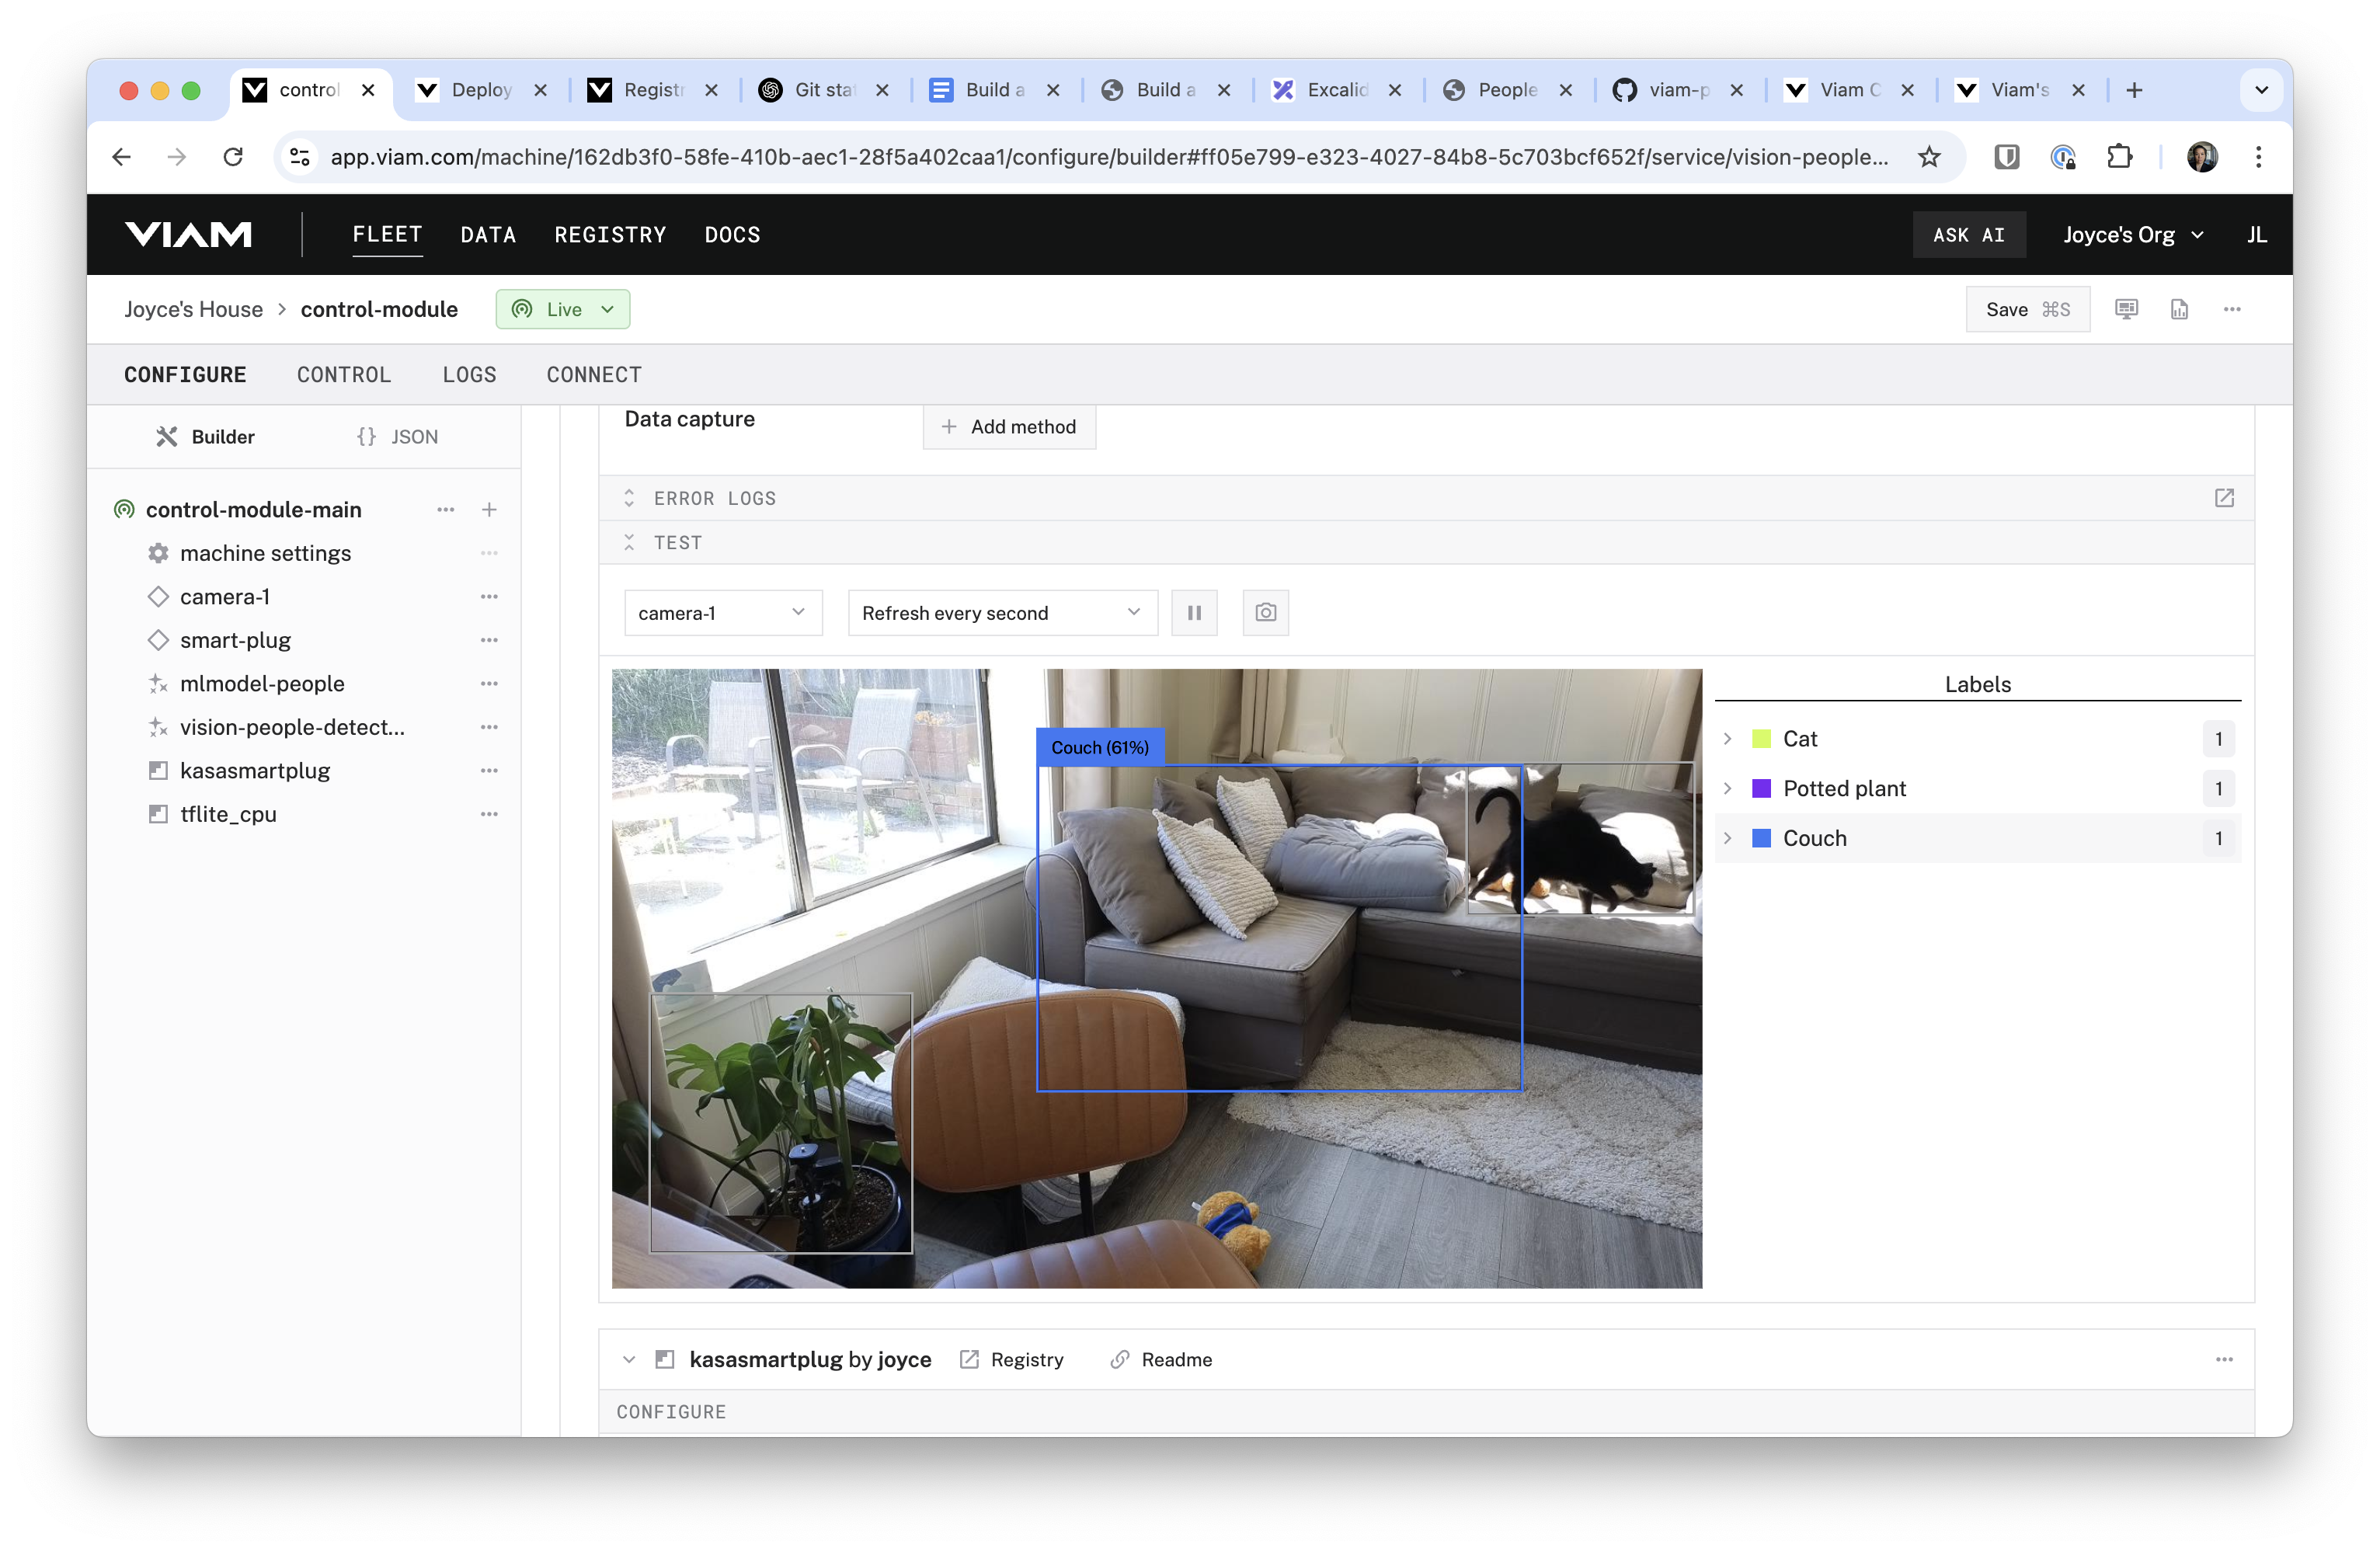 control
Deploy
Registr
Git sta
Build a
Build a
Excalid
People
viam-p
Viam C
Viam's
app.viam.com/machine/162db3f0-58fe-410b-aec1-28f5a402caa1/configure/builder#ff05e799-e323-4027-84b8-5c703bcf652f/service/vision-people...
VIAM
FLEET DATA REGISTRY DOCS
ASK AI
Joyce's Org
JL
Joyce's House > control-module
Live
Save ⌘S
CONFIGURE CONTROL LOGS CONNECT
Builder
{} JSON
control-module-main
machine settings
camera-1
smart-plug
mlmodel-people
vision-people-detect...
kasasmartplug
tflite_cpu
Data capture
+ Add method
ERROR LOGS
TEST
camera-1
Refresh every second
Couch (61%)
Labels
Cat 1
Potted plant 1
Couch 1
kasasmartplug by joyce
Registry
Readme
CONFIGURE